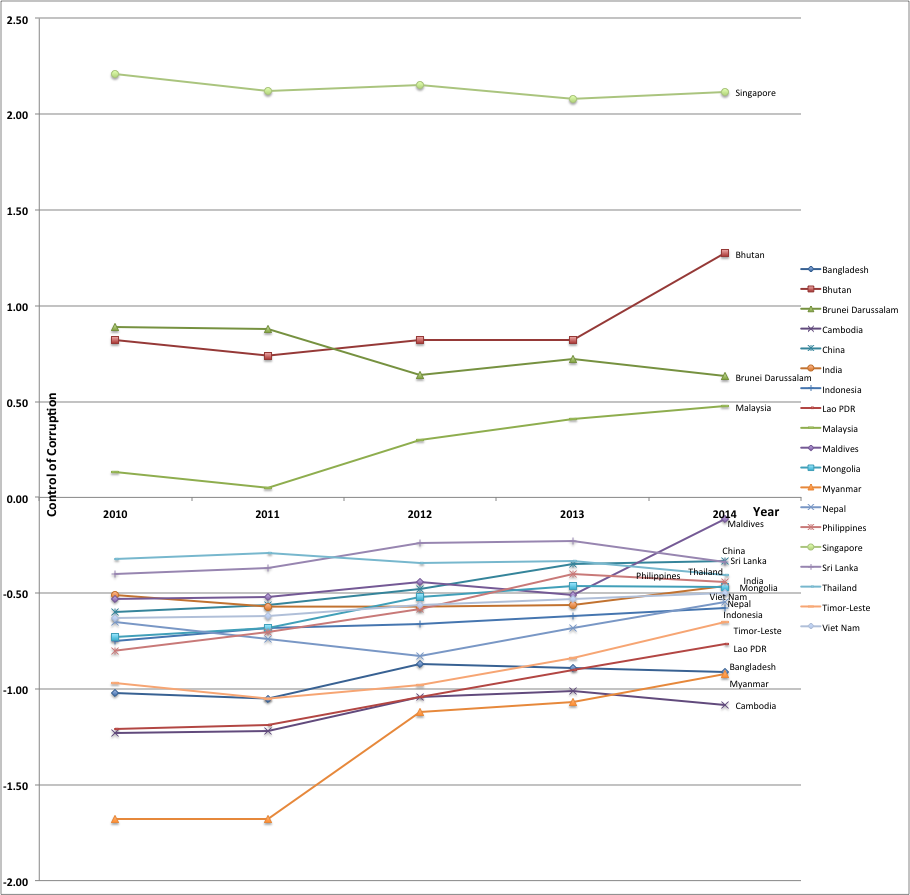 2.50
2.00
1.50
1.00
0.50
0.00
-0.50
-1.00
-1.50
-2.00
Control of Corruption
2010
2011
2012
2013
2014
Year
Singapore
Bhutan
Brunei Darussalam
Malaysia
Maldives
China
Sri Lanka
Thailand
Philippines
India
Mongolia
Viet Nam
Nepal
Indonesia
Timor-Leste
Lao PDR
Bangladesh
Myanmar
Cambodia
Bangladesh
Bhutan
Brunei Darussalam
Cambodia
China
India
Indonesia
Lao PDR
Malaysia
Maldives
Mongolia
Myanmar
Nepal
Philippines
Singapore
Sri Lanka
Thailand
Timor-Leste
Viet Nam